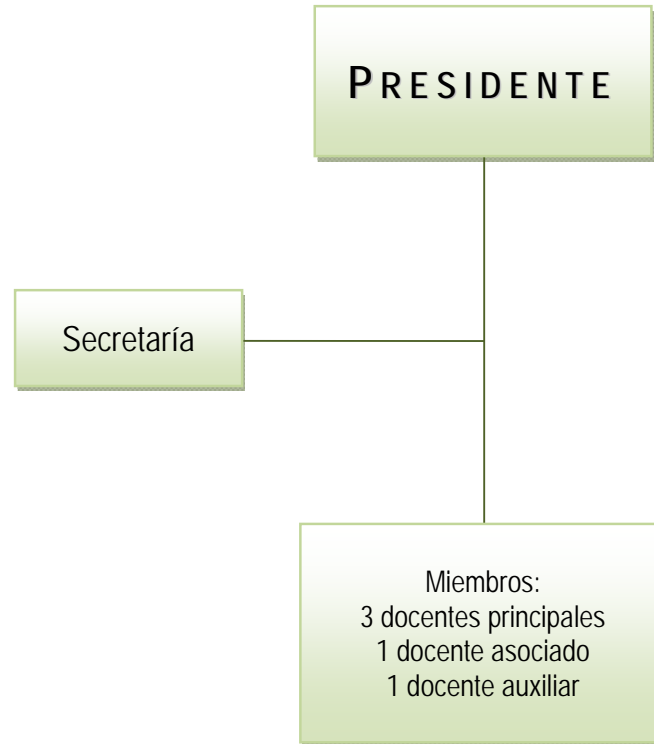 PRESIDENTE
Secretaría
Miembros:
3 docentes principales
1 docente asociado
1 docente auxiliar